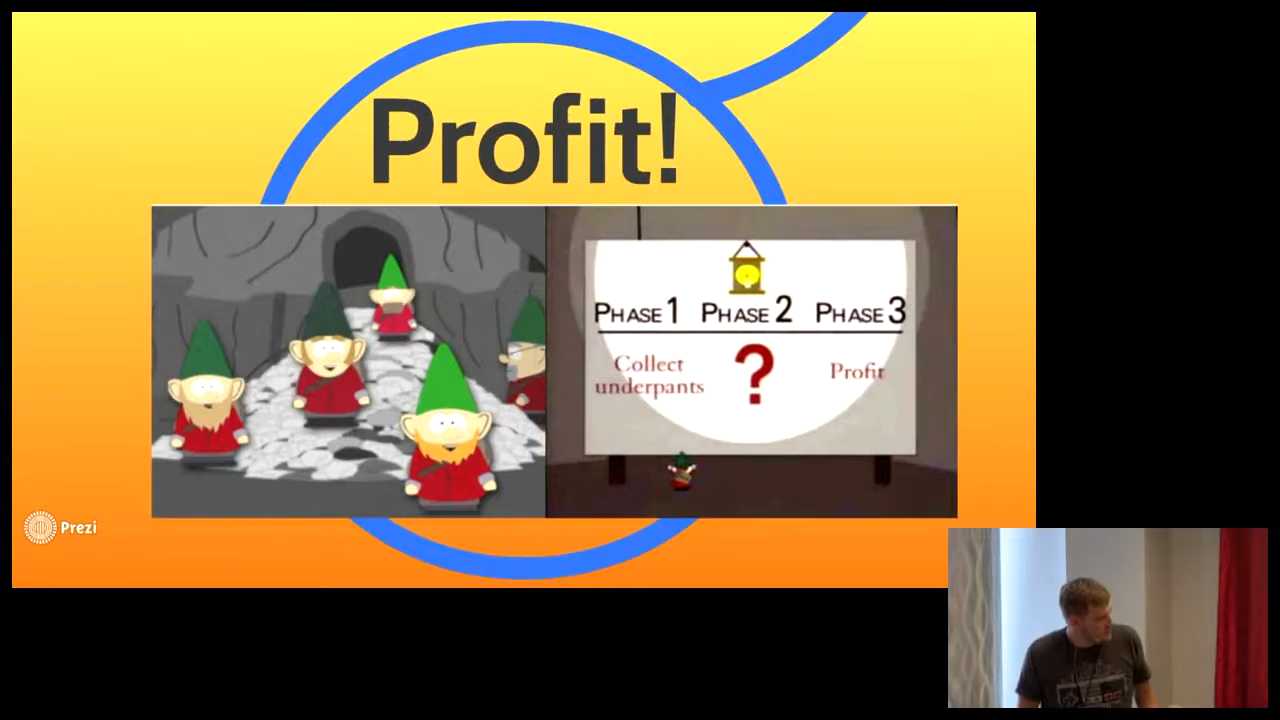 Profit!
PHASE 1 PHASE 2 PHASE 3
Collect
underpants
?
Profit
Prezi